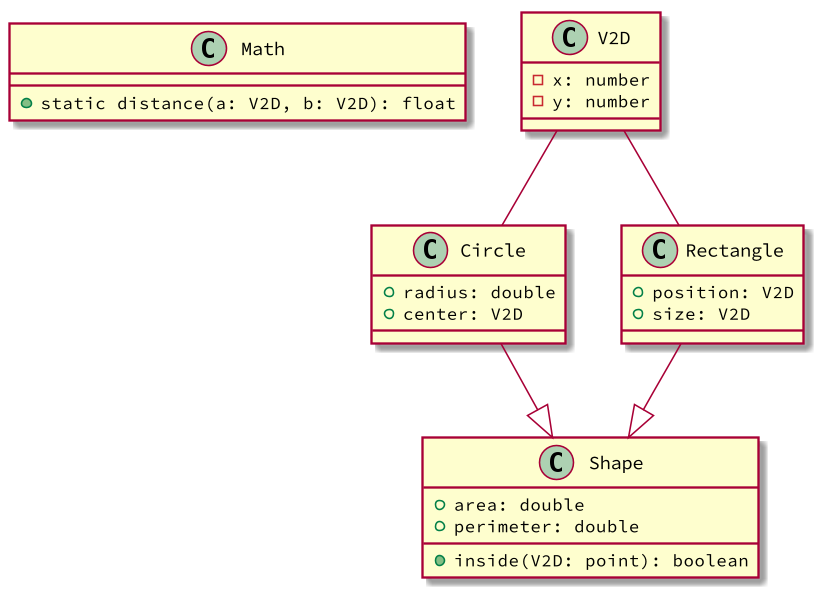 C Math
static distance(a: V2D, b: V2D): float
C V2D
x: number
y: number
C Circle
radius: double
center: V2D
C Rectangle
position: V2D
size: V2D
C Shape
area: double
perimeter: double
inside(V2D: point): boolean